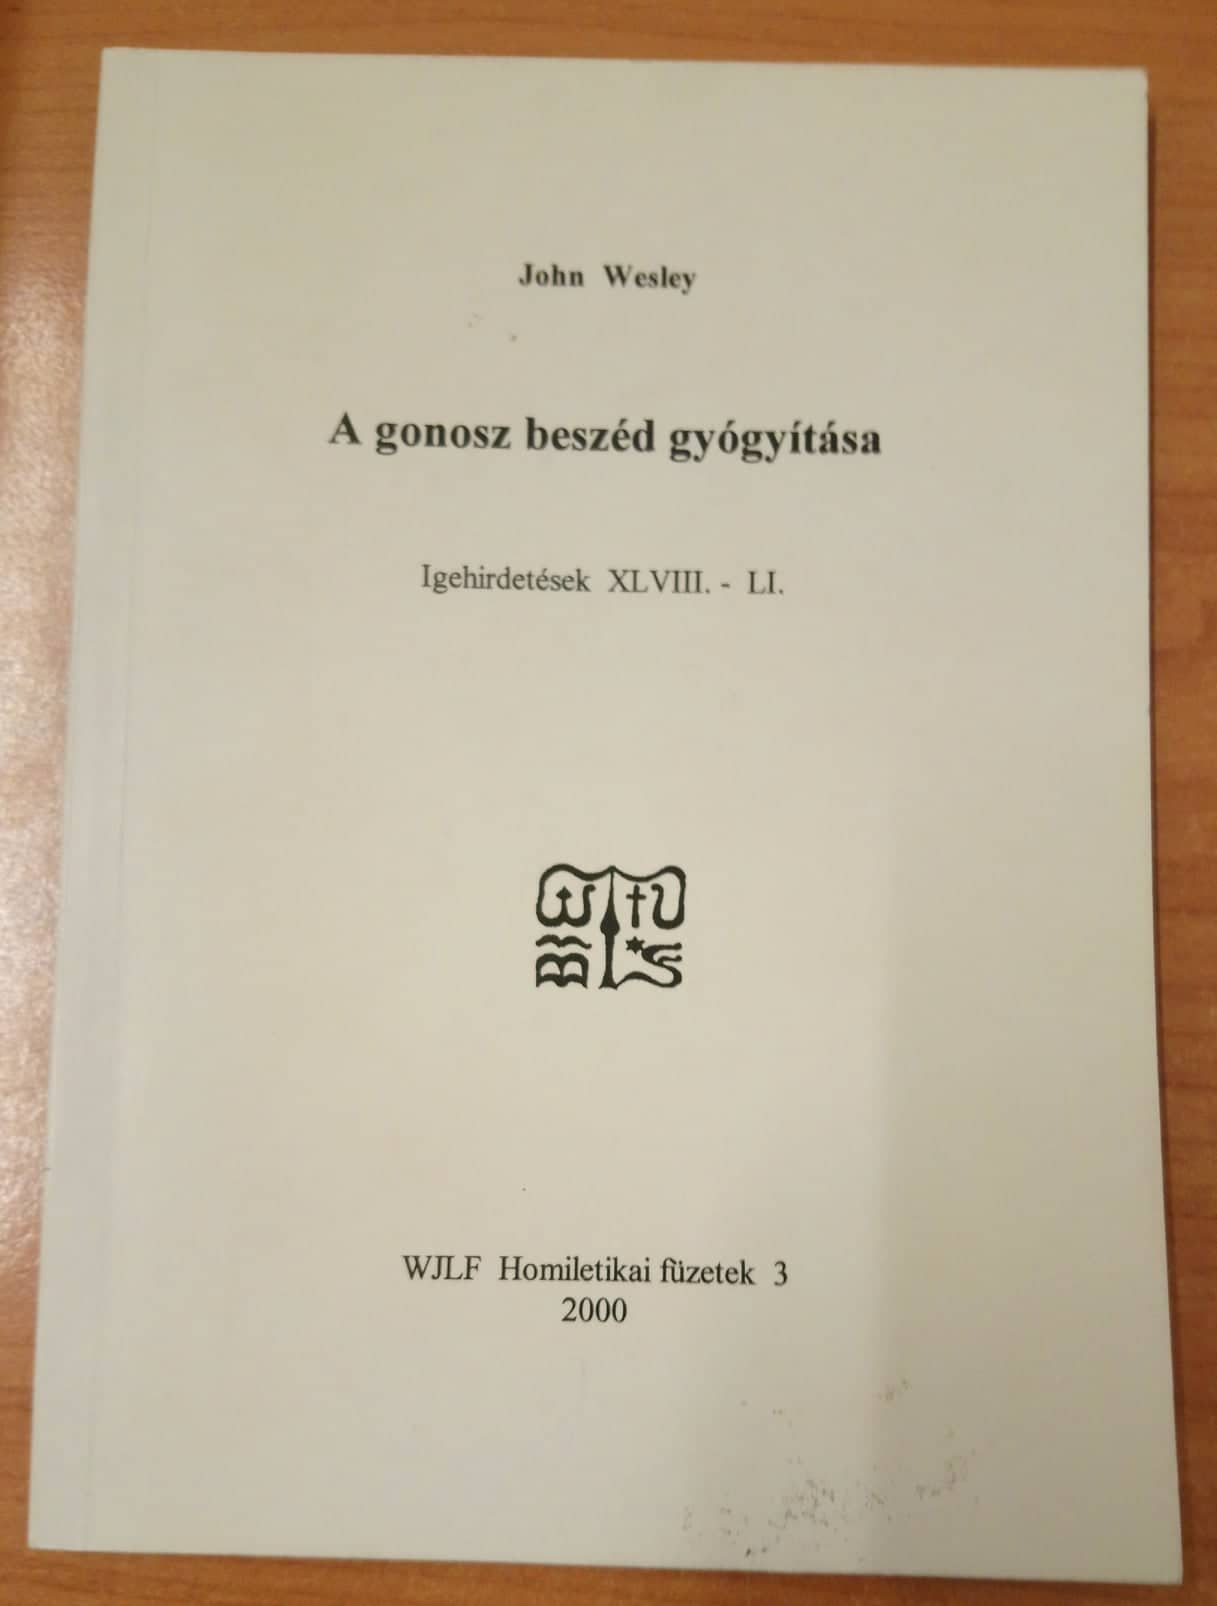 John Wesley
A gonosz beszéd gyógyítása
Igehirdetések XLVIII. - LI.
WJLF Homiletikai füzetek 3
2000